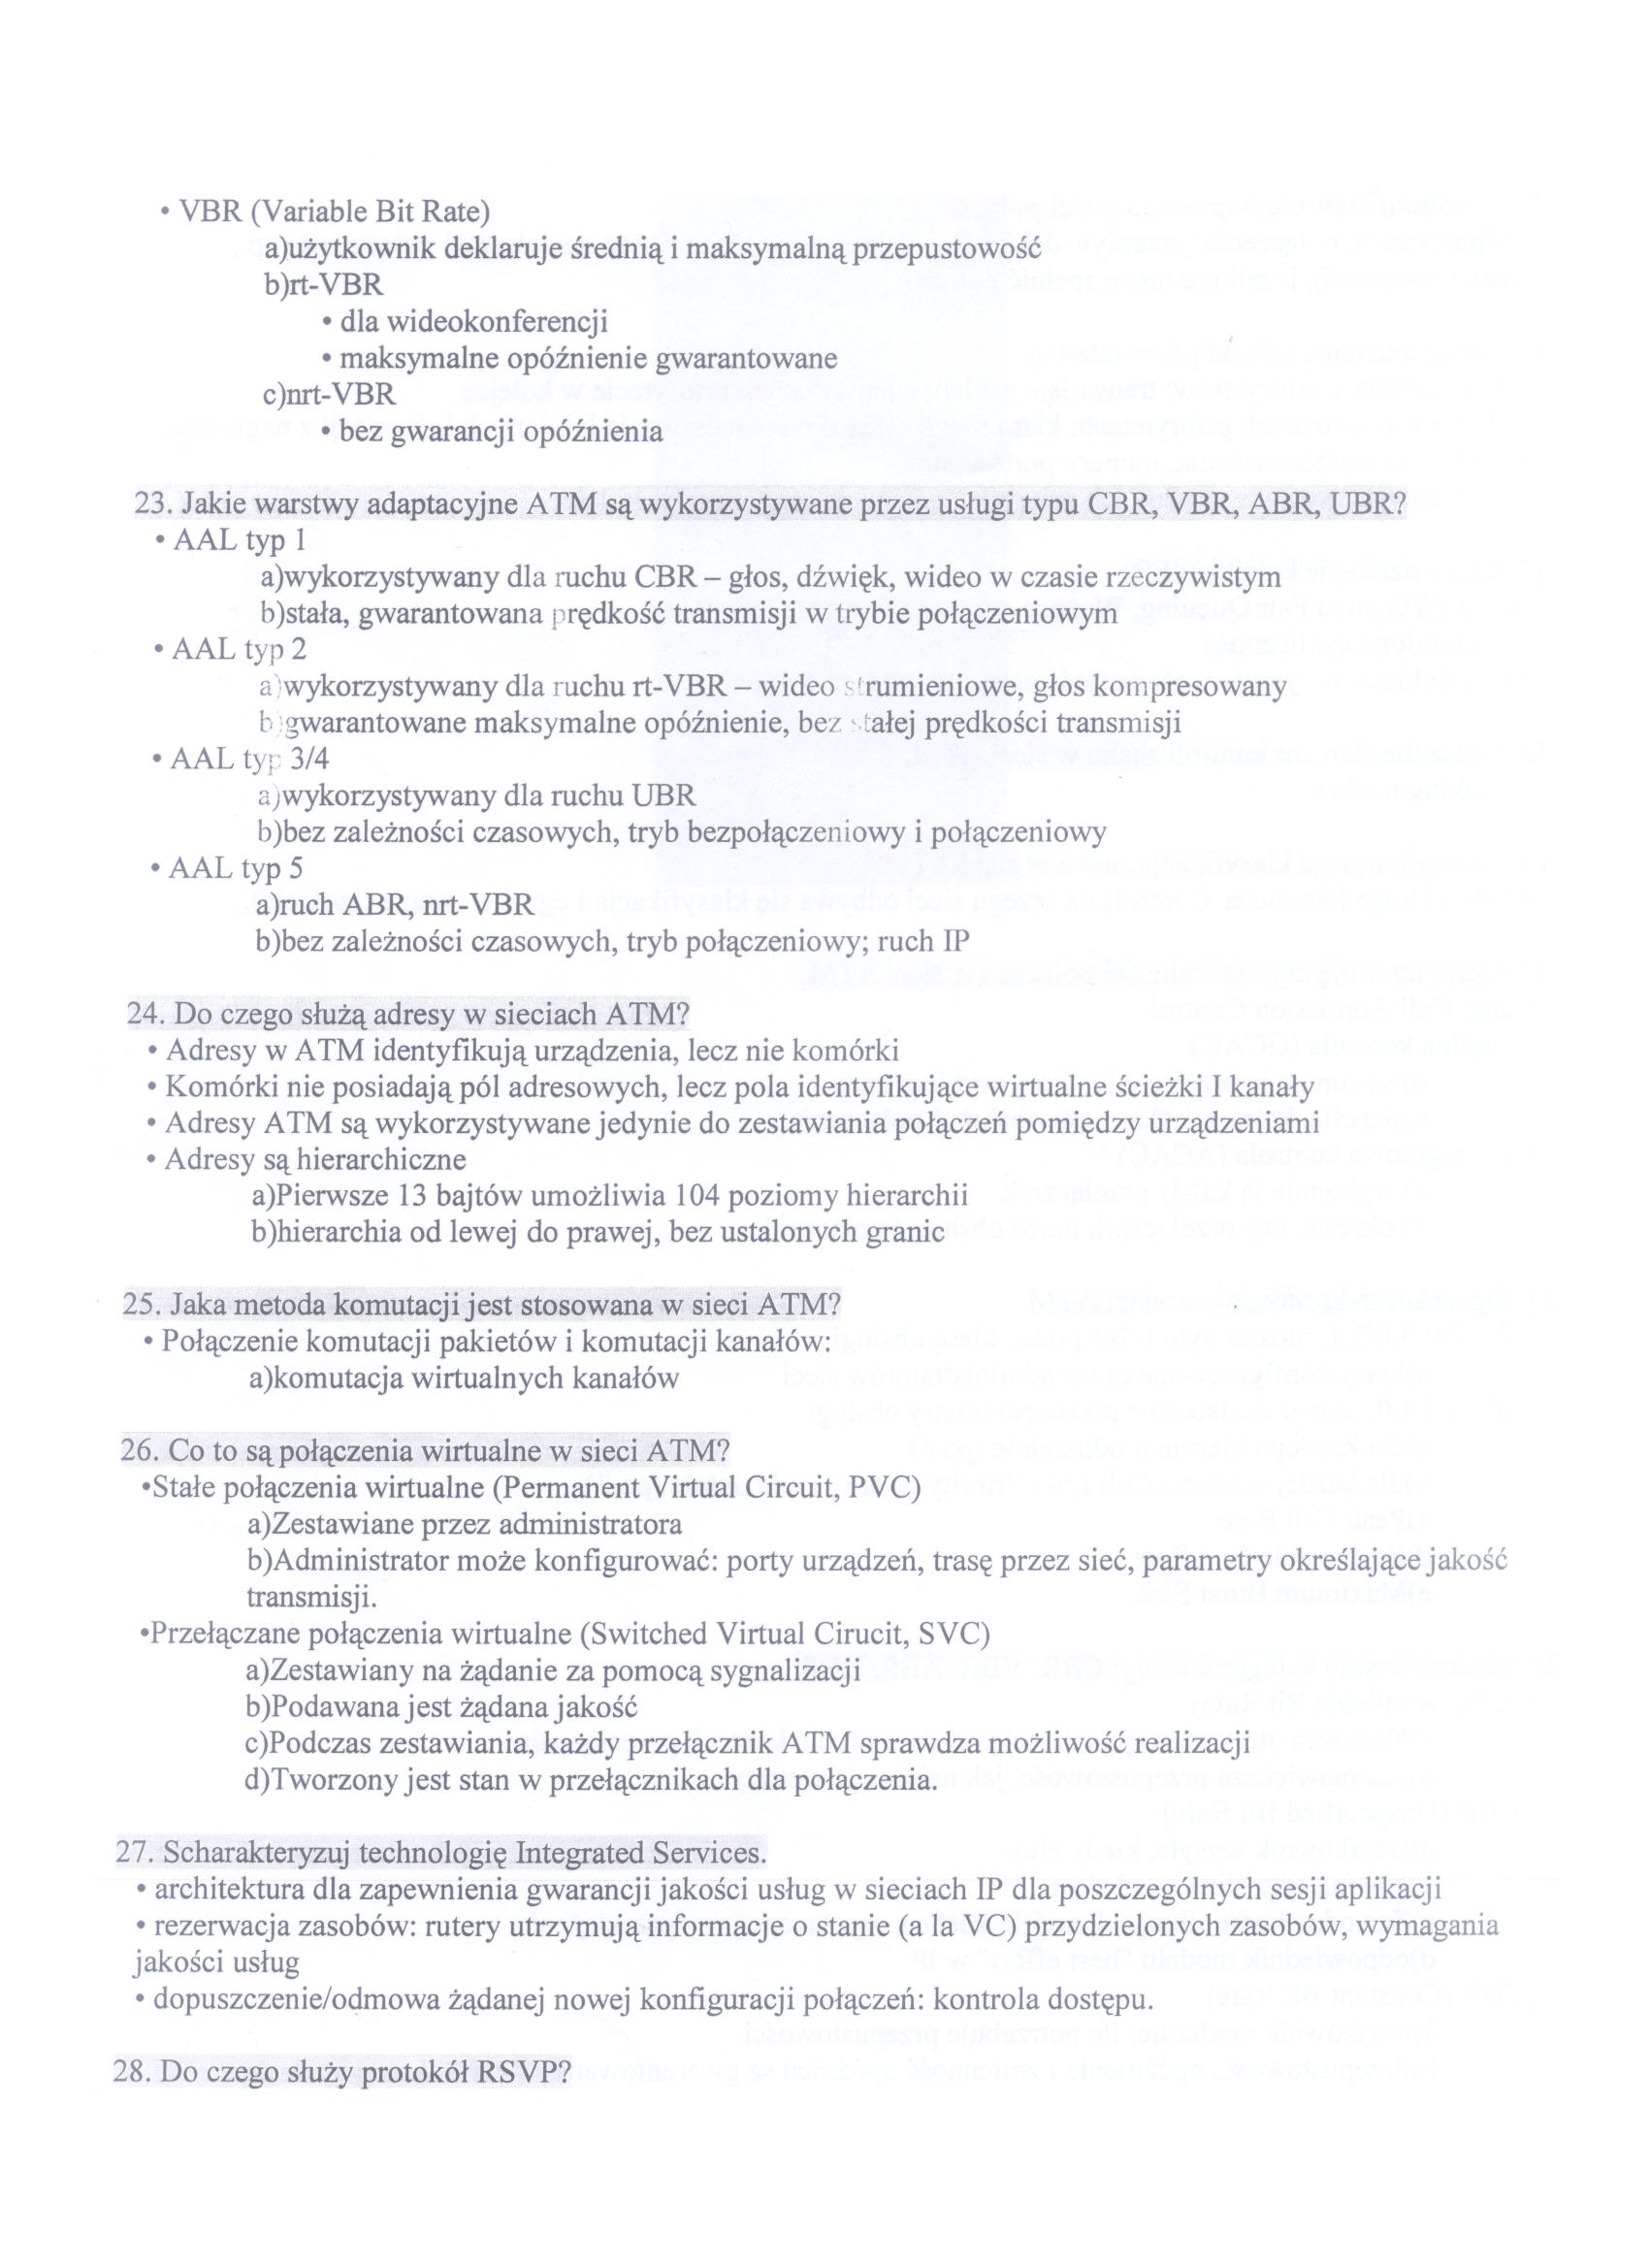 • VBR (Variable Bit Rate)
a)użytkownik deklaruje średnią i maksymalną przepustowość
b)rt-VBR
• dla wideokonferencji
• maksymalne opóźnienie gwarantowane
c)nrt-VBR
• bez gwarancji opóźnienia
23. Jakie warstwy adaptacyjne ATM są wykorzystywane przez usługi typu CBR, VBR, ABR, UBR?
• AAL typ 1
a)wykorzystywany dla ruchu CBR – głos, dźwięk, wideo w czasie rzeczywistym
b)stała, gwarantowana prędkość transmisji w trybie połączeniowym
• AAL typ 2
a)wykorzystywany dla ruchu rt-VBR – wideo strumieniowe, głos kompresowany
b)gwarantowane maksymalne opóźnienie, bez stałej prędkości transmisji
• AAL typ 3/4
a)wykorzystywany dla ruchu UBR
b)bez zależności czasowych, tryb bezpołączeniowy i połączeniowy
• AAL typ 5
a)ruch ABR, nrt-VBR
b)bez zależności czasowych, tryb połączeniowy; ruch IP
24. Do czego służą adresy w sieciach ATM?
• Adresy w ATM identyfikują urządzenia, lecz nie komórki
• Komórki nie posiadają pól adresowych, lecz pola identyfikujące wirtualne ścieżki I kanały
• Adresy ATM są wykorzystywane jedynie do zestawiania połączeń pomiędzy urządzeniami
• Adresy są hierarchiczne
a)Pierwsze 13 bajtów umożliwia 104 poziomy hierarchii
b)hierarchia od lewej do prawej, bez ustalonych granic
25. Jaka metoda komutacji jest stosowana w sieci ATM?
• Połączenie komutacji pakietów i komutacji kanałów:
a)komutacja wirtualnych kanałów
26. Co to są połączenia wirtualne w sieci ATM?
•Stałe połączenia wirtualne (Permanent Virtual Circuit, PVC)
a)Zestawiane przez administratora
b)Administrator może konfigurować: porty urządzeń, trasę przez sieć, parametry określające jakość
transmisji.
•Przełączane połączenia wirtualne (Switched Virtual Cirucit, SVC)
a)Zestawiany na żądanie za pomocą sygnalizacji
b)Podawana jest żądana jakość
c)Podczas zestawiania, każdy przełącznik ATM sprawdza możliwość realizacji
d)Tworzony jest stan w przełącznikach dla połączenia.
27. Scharakteryzuj technologię Integrated Services.
• architektura dla zapewnienia gwarancji jakości usług w sieciach IP dla poszczególnych sesji aplikacji
• rezerwacja zasobów: rutery utrzymują informacje o stanie (a la VC) przydzielonych zasobów, wymagania
jakości usług
• dopuszczenie/odmowa żądanej nowej konfiguracji połączeń: kontrola dostępu.
28. Do czego służy protokół RSVP?